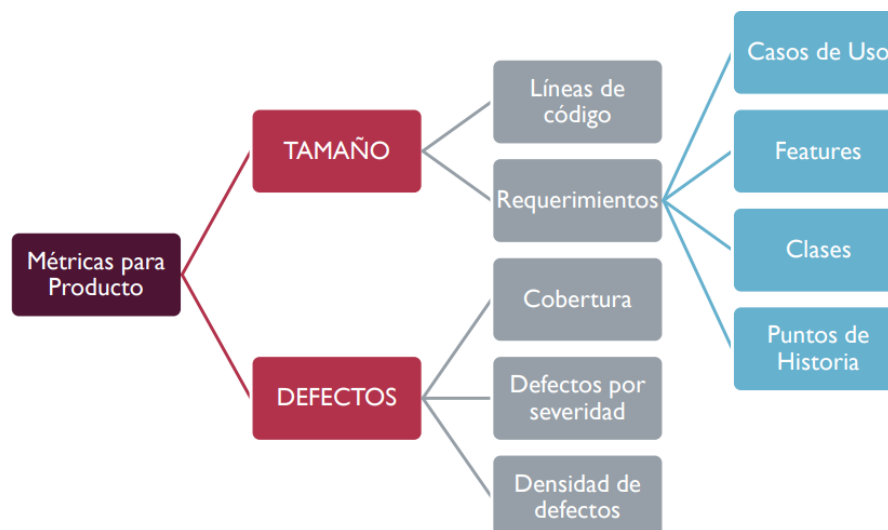 Métricas para
Producto
TAMAÑO
Líneas de
código
Requerimientos
Casos de Uso
Features
Clases
Puntos de
Historia
DEFECTOS
Cobertura
Defectos por
severidad
Densidad de
defectos